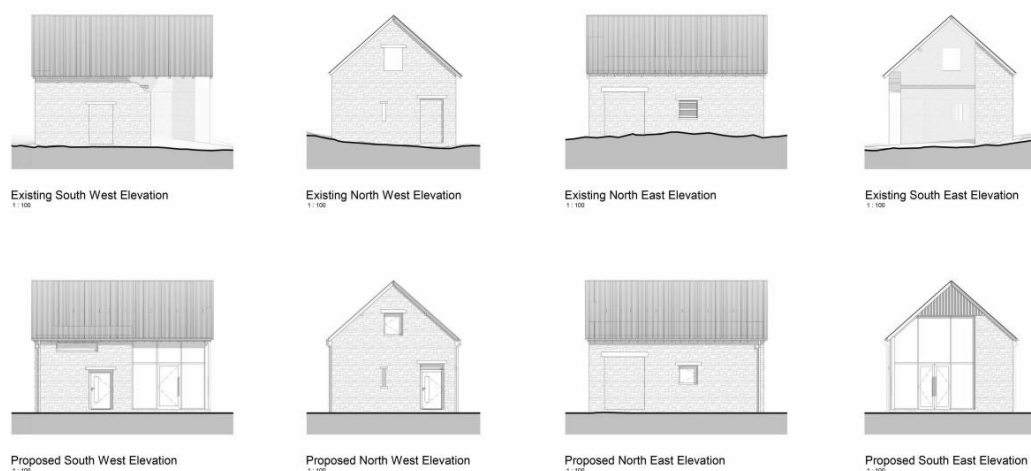 Existing South West Elevation
1 : 100
Existing North West Elevation
1 : 100
Existing North East Elevation
1 : 100
Existing South East Elevation
1 : 100
Proposed South West Elevation
1 : 100
Proposed North West Elevation
1 : 100
Proposed North East Elevation
1 : 100
Proposed South East Elevation
1 : 100